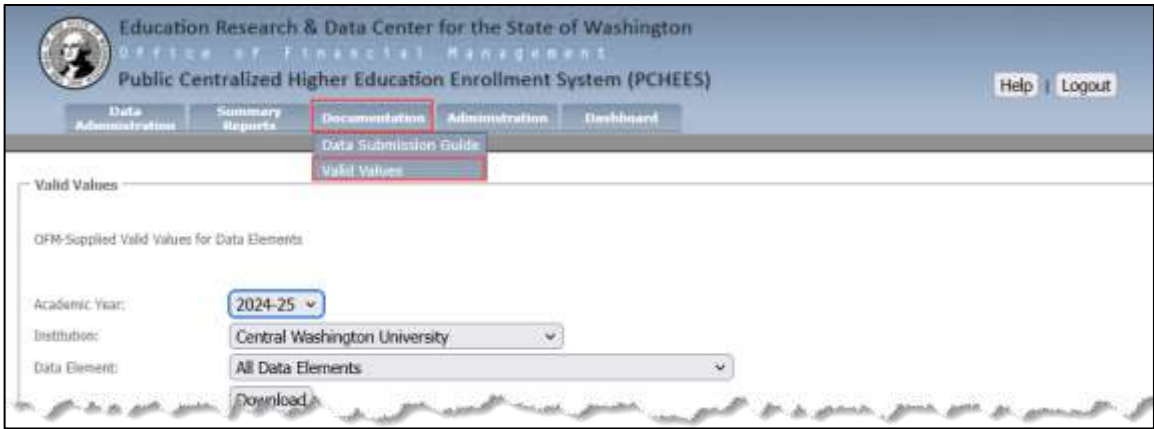 Education Research & Data Center for the State of Washington
Office of Financial Management
Public Centralized Higher Education Enrollment System (PCHEES)
Help | Logout
Data Administration
Summary Reports
Documentation
Administration
Dashboard
Data Submission Guide
Valid Values
Valid Values
OFM-Supplied Valid Values for Data Elements
Academic Year: 2024-25
Institution: Central Washington University
Data Element: All Data Elements
Download